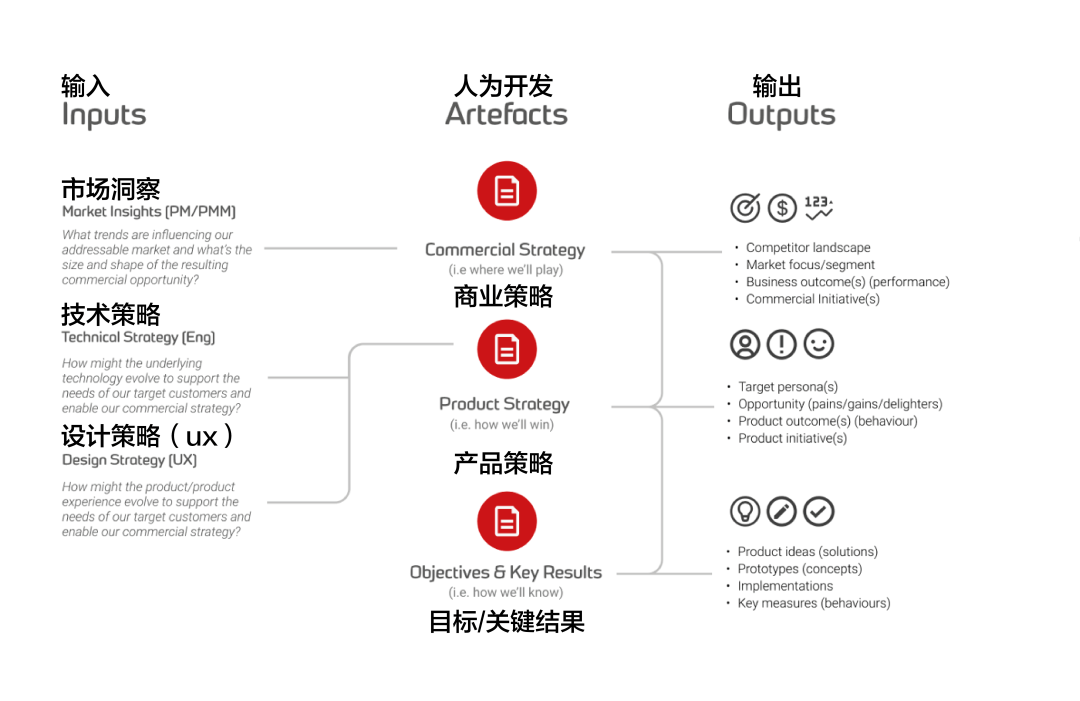 输入
Inputs
人为开发
Artefacts
输出
Outputs
市场洞察
Market Insights (PM/PMM)
What trends are influencing our
addressable market and what's the
size and shape of the resulting
commercial opportunity?
技术策略
Technical Strategy (Eng)
How might the underlying
technology evolve to support the
needs of our target customers and
enable our commercial strategy?
设计策略（ux）
Design Strategy (UX)
How might the product/product
experience evolve to support the
needs of our target customers and
enable our commercial strategy?
Commercial Strategy
(i.e where we'll play)
商业策略
Product Strategy
(i.e. how we'll win)
产品策略
Objectives & Key Results
(i.e. how we'll know)
目标/关键结果
$ 123
• Competitor landscape
• Market focus/segment
• Business outcome(s) (performance)
• Commercial Initiative(s)
• Target persona(s)
• Opportunity (pains/gains/delighters)
• Product outcome(s) (behaviour)
• Product initiative(s)
• Product ideas (solutions)
• Prototypes (concepts)
• Implementations
• Key measures (behaviours)